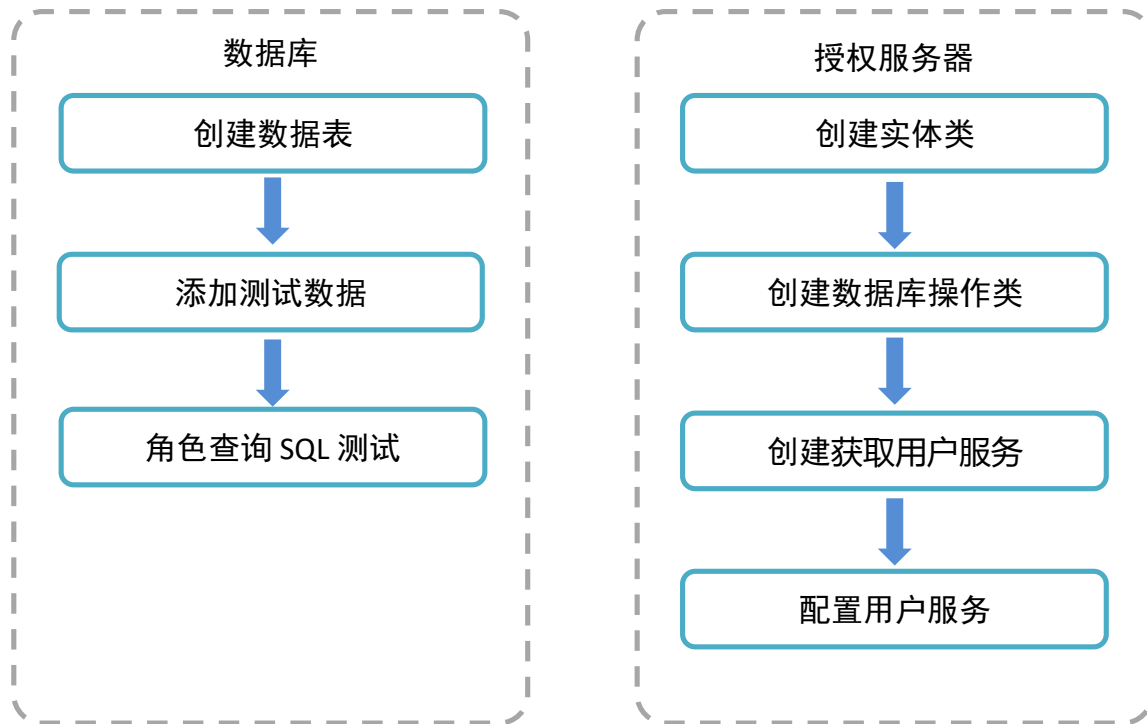 数据库
创建数据表
添加测试数据
角色查询 SQL 测试
授权服务器
创建实体类
创建数据库操作类
创建获取用户服务
配置用户服务